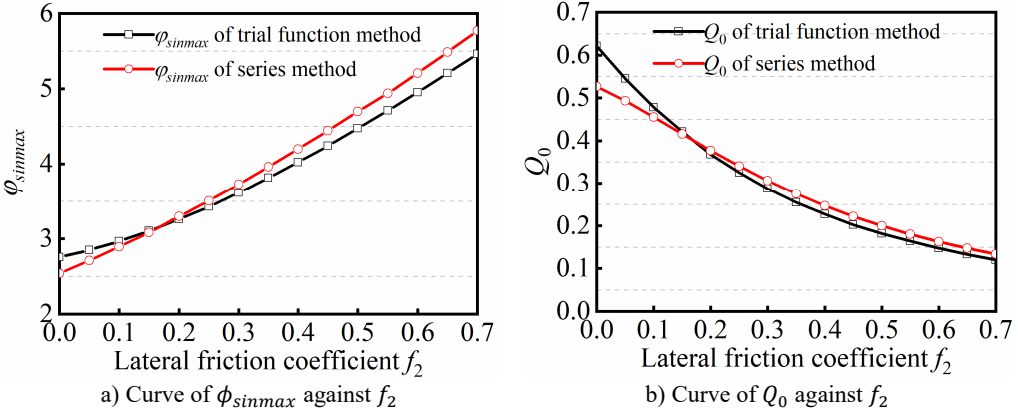 φsinmax of trial function method
φsinmax of series method
6
5
4
3
2
φsinmax
0.0 0.1 0.2 0.3 0.4 0.5 0.6 0.7
Lateral friction coefficient f2
a) Curve of ϕsinmax against f2
Q0 of trial function method
Q0 of series method
0.7
0.6
0.5
0.4
0.3
0.2
0.1
0.0
Q0
0.0 0.1 0.2 0.3 0.4 0.5 0.6 0.7
Lateral friction coefficient f2
b) Curve of Q0 against f2